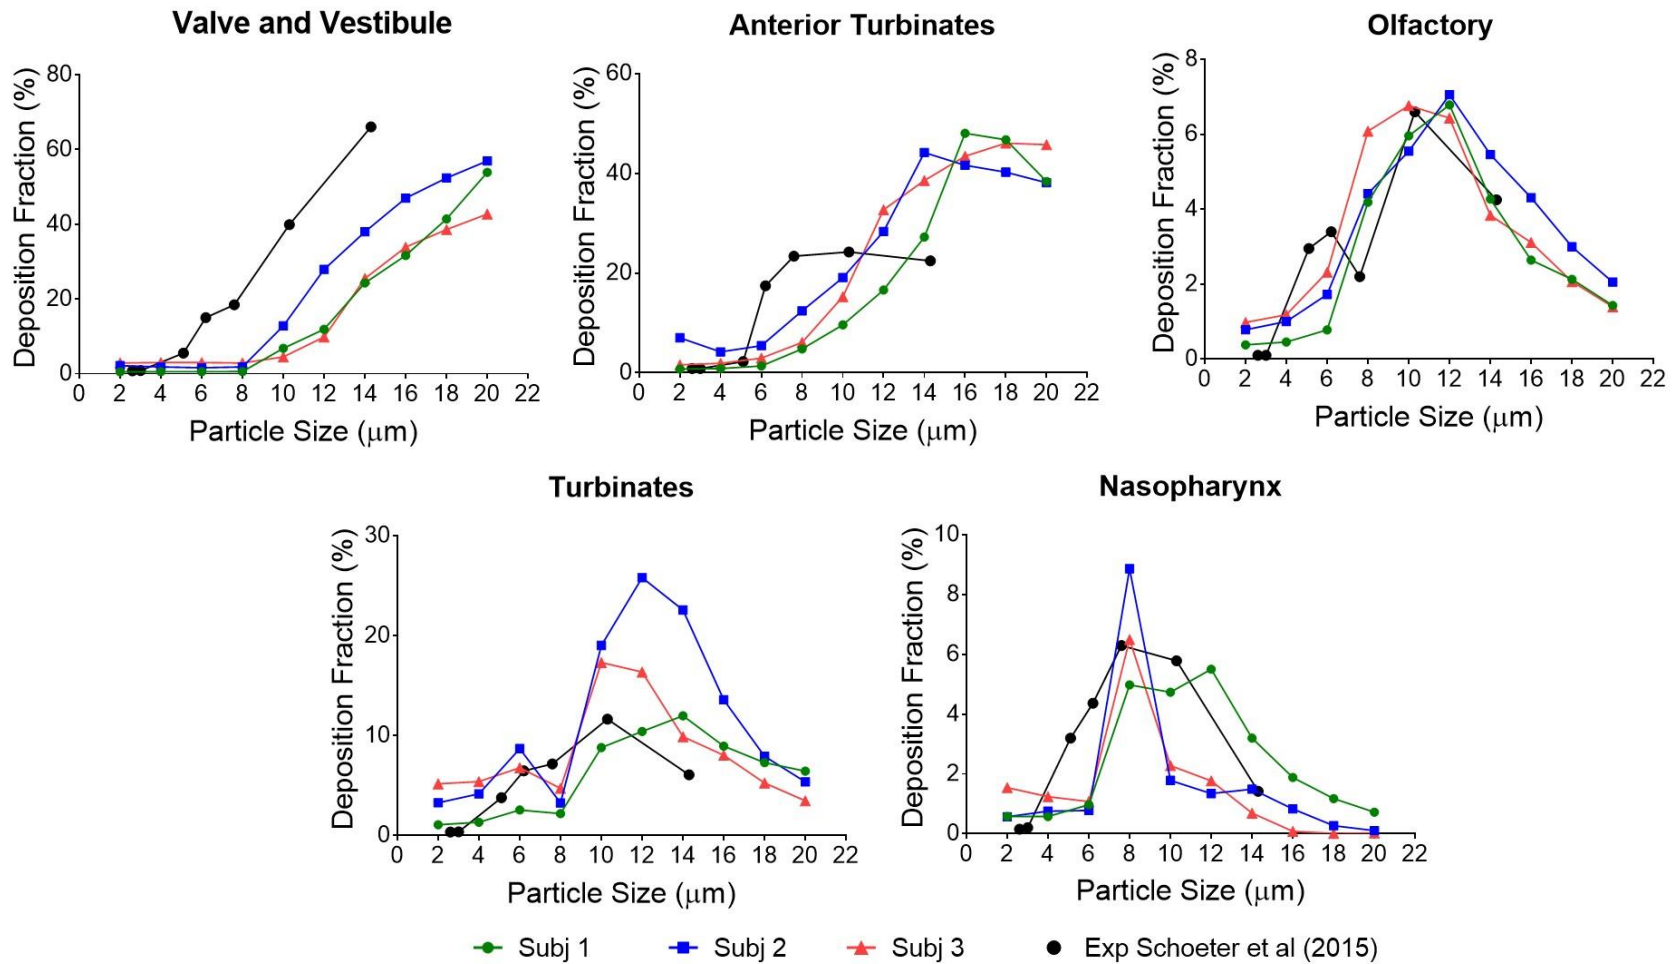 Valve and Vestibule
Deposition Fraction (%)
80
60
40
20
0
0 2 4 6 8 10 12 14 16 18 20 22
Particle Size (μm)
Anterior Turbinates
Deposition Fraction (%)
60
40
20
0
0 2 4 6 8 10 12 14 16 18 20 22
Particle Size (μm)
Olfactory
Deposition Fraction (%)
8
6
4
2
0
0 2 4 6 8 10 12 14 16 18 20 22
Particle Size (μm)
Turbinates
Deposition Fraction (%)
30
20
10
0
0 2 4 6 8 10 12 14 16 18 20 22
Particle Size (μm)
Nasopharynx
Deposition Fraction (%)
10
8
6
4
2
0
0 2 4 6 8 10 12 14 16 18 20 22
Particle Size (μm)
Subj 1 Subj 2 Subj 3 Exp Schoeter et al (2015)